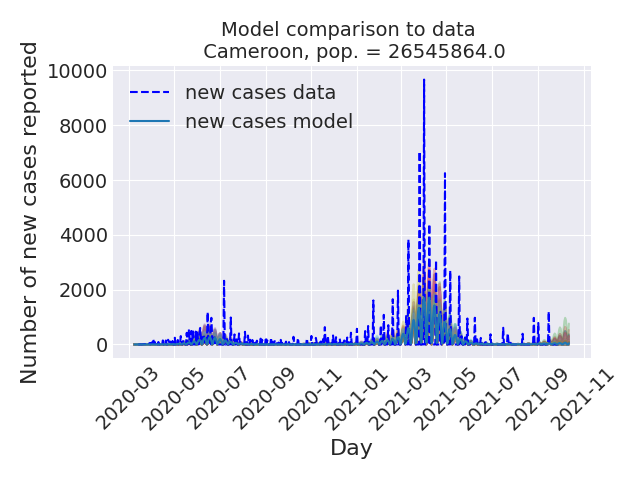 Model comparison to data
Cameroon, pop. = 26545864.0
Number of new cases reported
10000
8000
6000
4000
2000
0
new cases data
new cases model
2020-03
2020-05
2020-07
2020-09
2020-11
2021-01
2021-03
2021-05
2021-07
2021-09
2021-11
Day